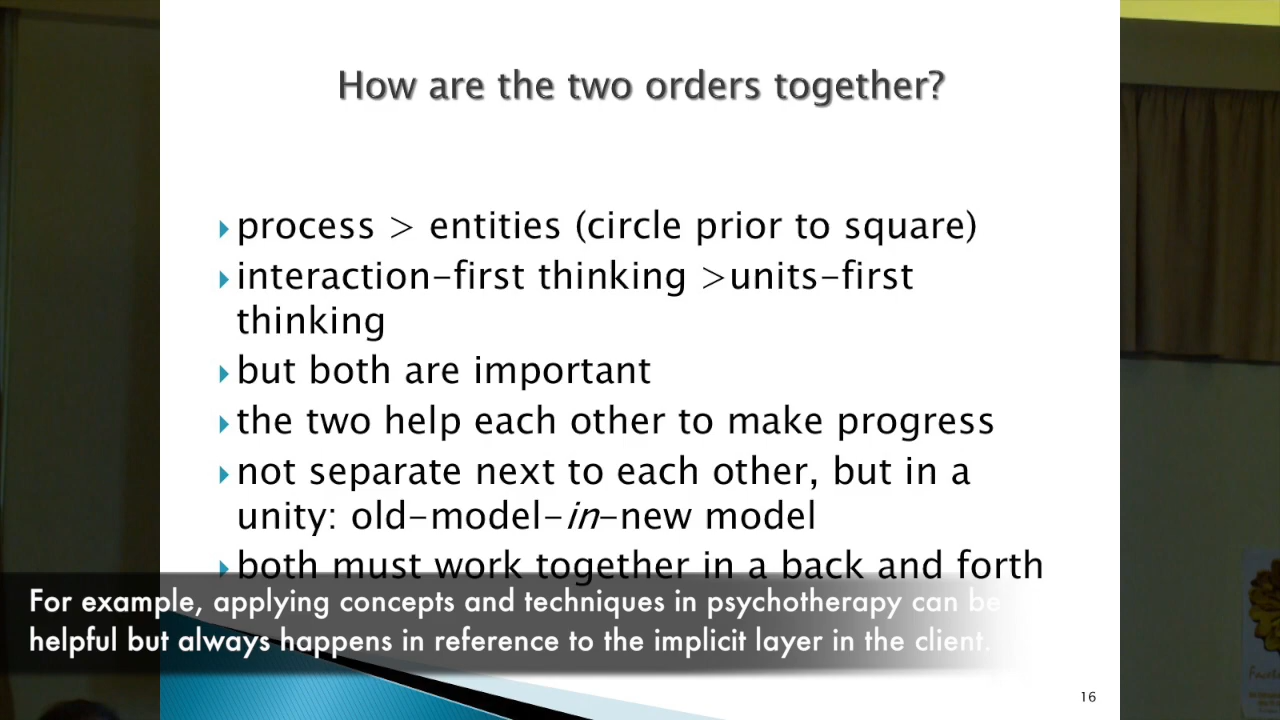 How are the two orders together?
process > entities (circle prior to square)
interaction-first thinking >units-first
thinking
but both are important
the two help each other to make progress
not separate next to each other, but in a
unity: old-model-in-new model
both must work together in a back and forth
For example, applying concepts and techniques in psychotherapy can be
helpful but always happens in reference to the implicit layer in the client.
16